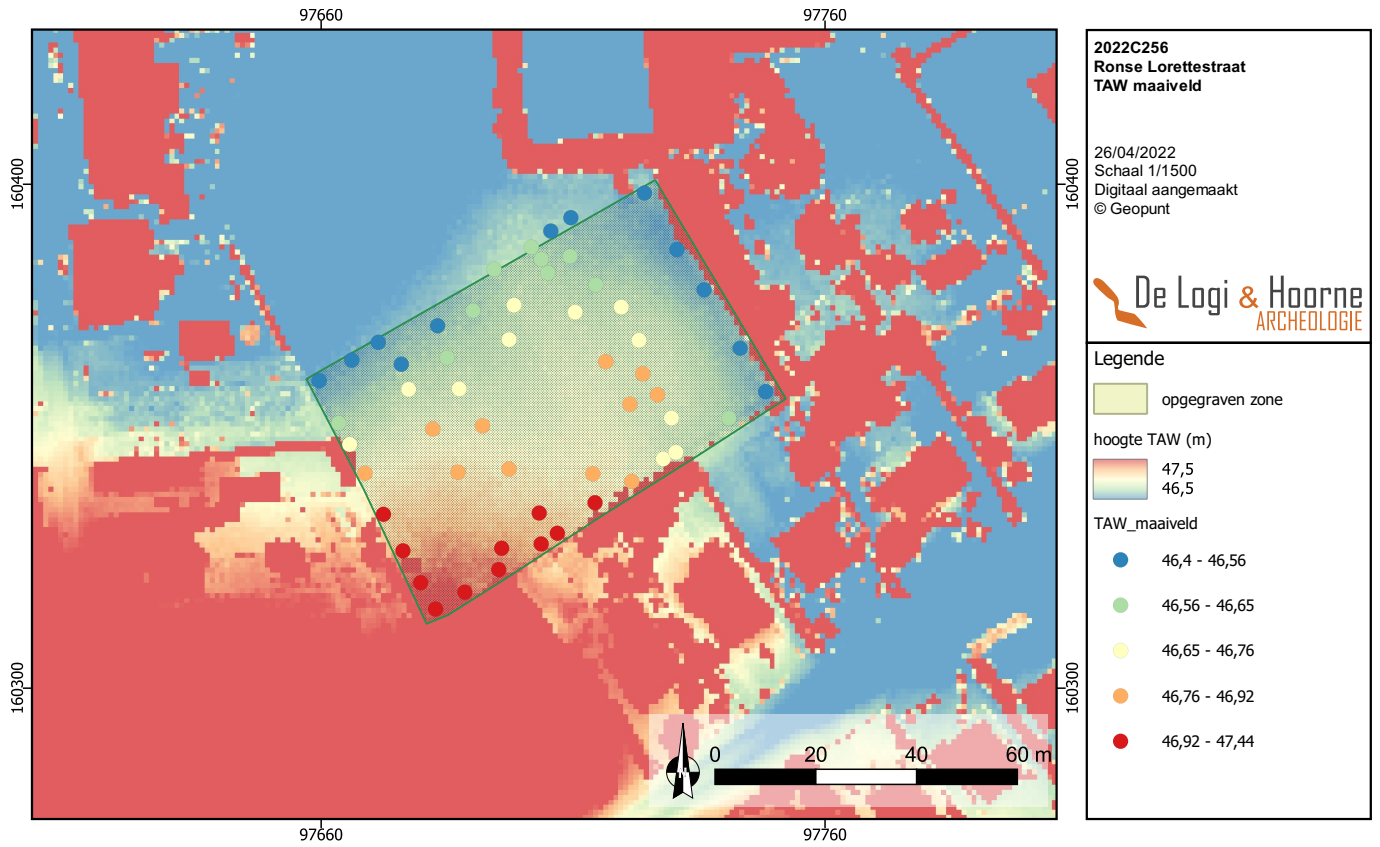 97660
97760
160400
160400
160300
160300
0
20
40
60 m
97660
97760
2022C256
Ronse Lorettestraat
TAW maaiveld
26/04/2022
Schaal 1/1500
Digitaal aangemaakt
© Geopunt
De Logi & Hoorne
ARCHEOLOGIE
Legende
opgegraven zone
hoogte TAW (m)
47,5
46,5
TAW_maaiveld
46,4 - 46,56
46,56 - 46,65
46,65 - 46,76
46,76 - 46,92
46,92 - 47,44